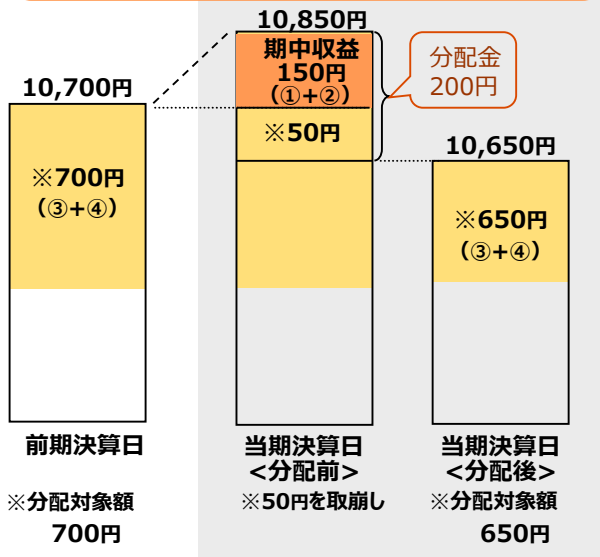 10,850円
期中収益
150円
(①+②)
分配金
200円
10,700円
※50円
10,650円
※700円
(③+④)
※650円
(③+④)
前期決算日
当期決算日
<分配前>
当期決算日
<分配後>
※分配対象額
700円
※50円を取崩し
※分配対象額
650円